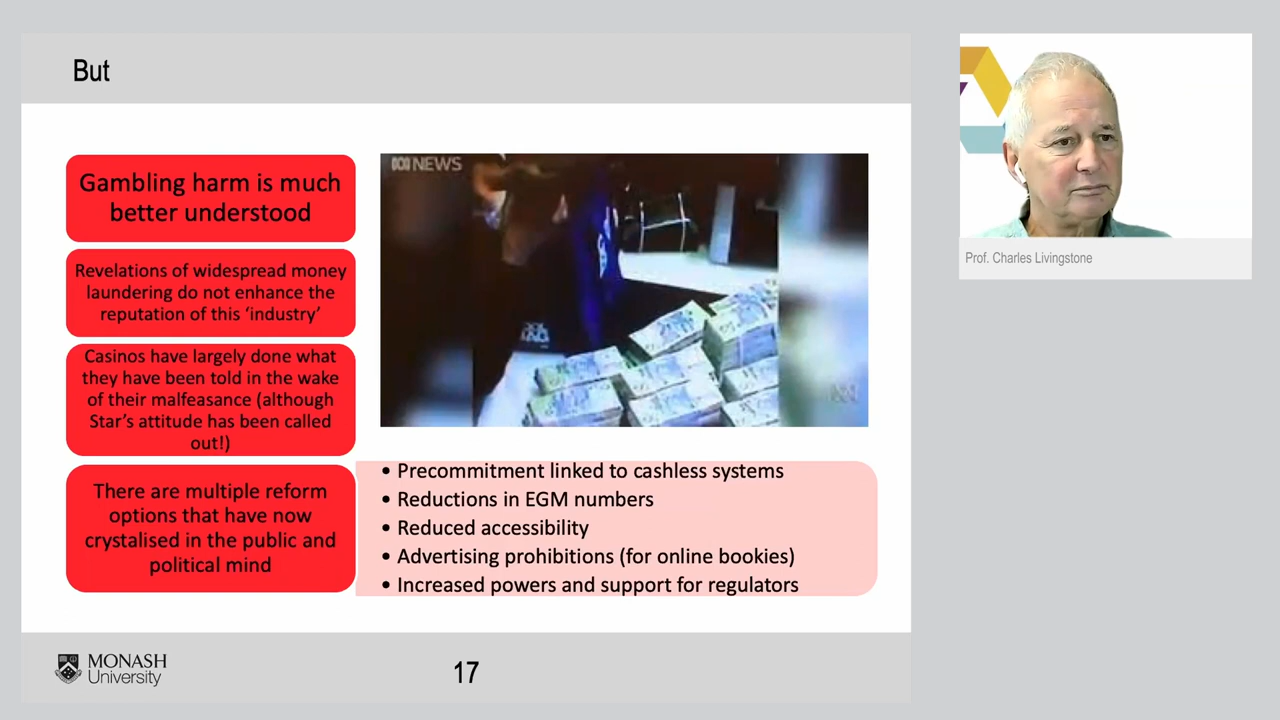 But
Gambling harm is much
better understood
Revelations of widespread money
laundering do not enhance the
reputation of this ‘industry’
Casinos have largely done what
they have been told in the wake
of their malfeasance (although
Star’s attitude has been called
out!)
There are multiple reform
options that have now
crystalised in the public and
political mind
• Precommitment linked to cashless systems
• Reductions in EGM numbers
• Reduced accessibility
• Advertising prohibitions (for online bookies)
• Increased powers and support for regulators
NEWS
MONASH
University
17
Prof. Charles Livingstone